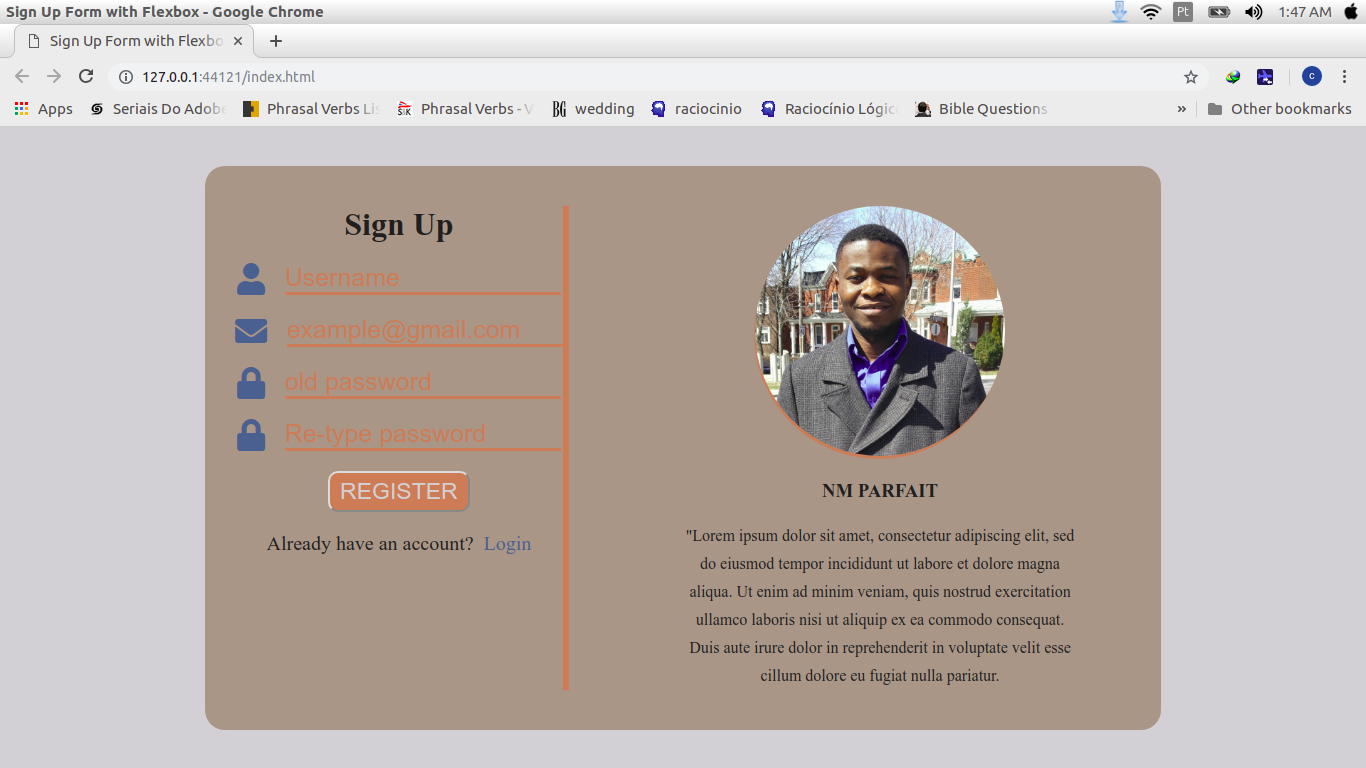 Sign Up Form with Flexbox - Google Chrome
Pt
1:47 AM
Sign Up Form with Flexbo
127.0.0.1:44121/index.html
C
Apps
Seriais Do Adobe
Phrasal Verbs Lis
Phrasal Verbs - V
BG wedding
raciocinio
Raciocínio Lógico
Bible Questions
» Other bookmarks
Sign Up
Username
example@gmail.com
old password
Re-type password
REGISTER
Already have an account? Login
NM PARFAIT
"Lorem ipsum dolor sit amet, consectetur adipiscing elit, sed
do eiusmod tempor incididunt ut labore et dolore magna
aliqua. Ut enim ad minim veniam, quis nostrud exercitation
ullamco laboris nisi ut aliquip ex ea commodo consequat.
Duis aute irure dolor in reprehenderit in voluptate velit esse
cillum dolore eu fugiat nulla pariatur.